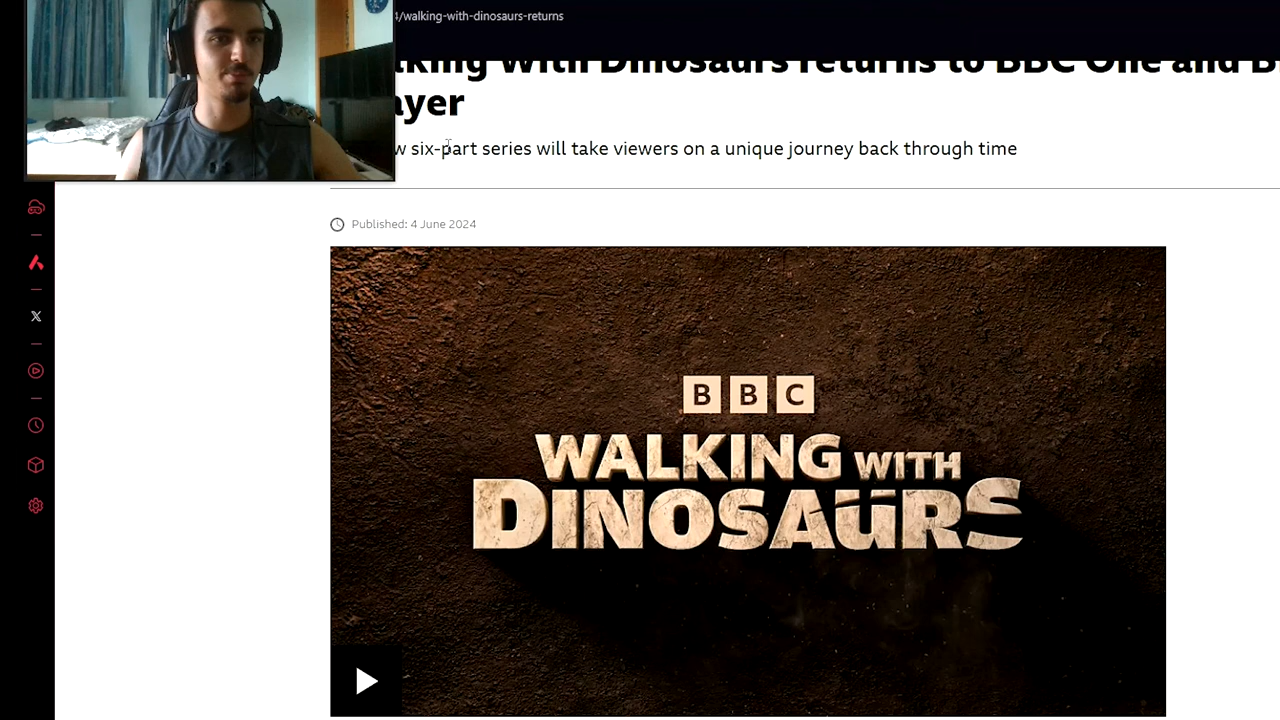 4/walking-with-dinosaurs-returns
lking With Dinosaurs returns to BBC One and B
ayer
w six-part series will take viewers on a unique journey back through time
Published: 4 June 2024
BBC
WALKING WITH
DINOSAURS